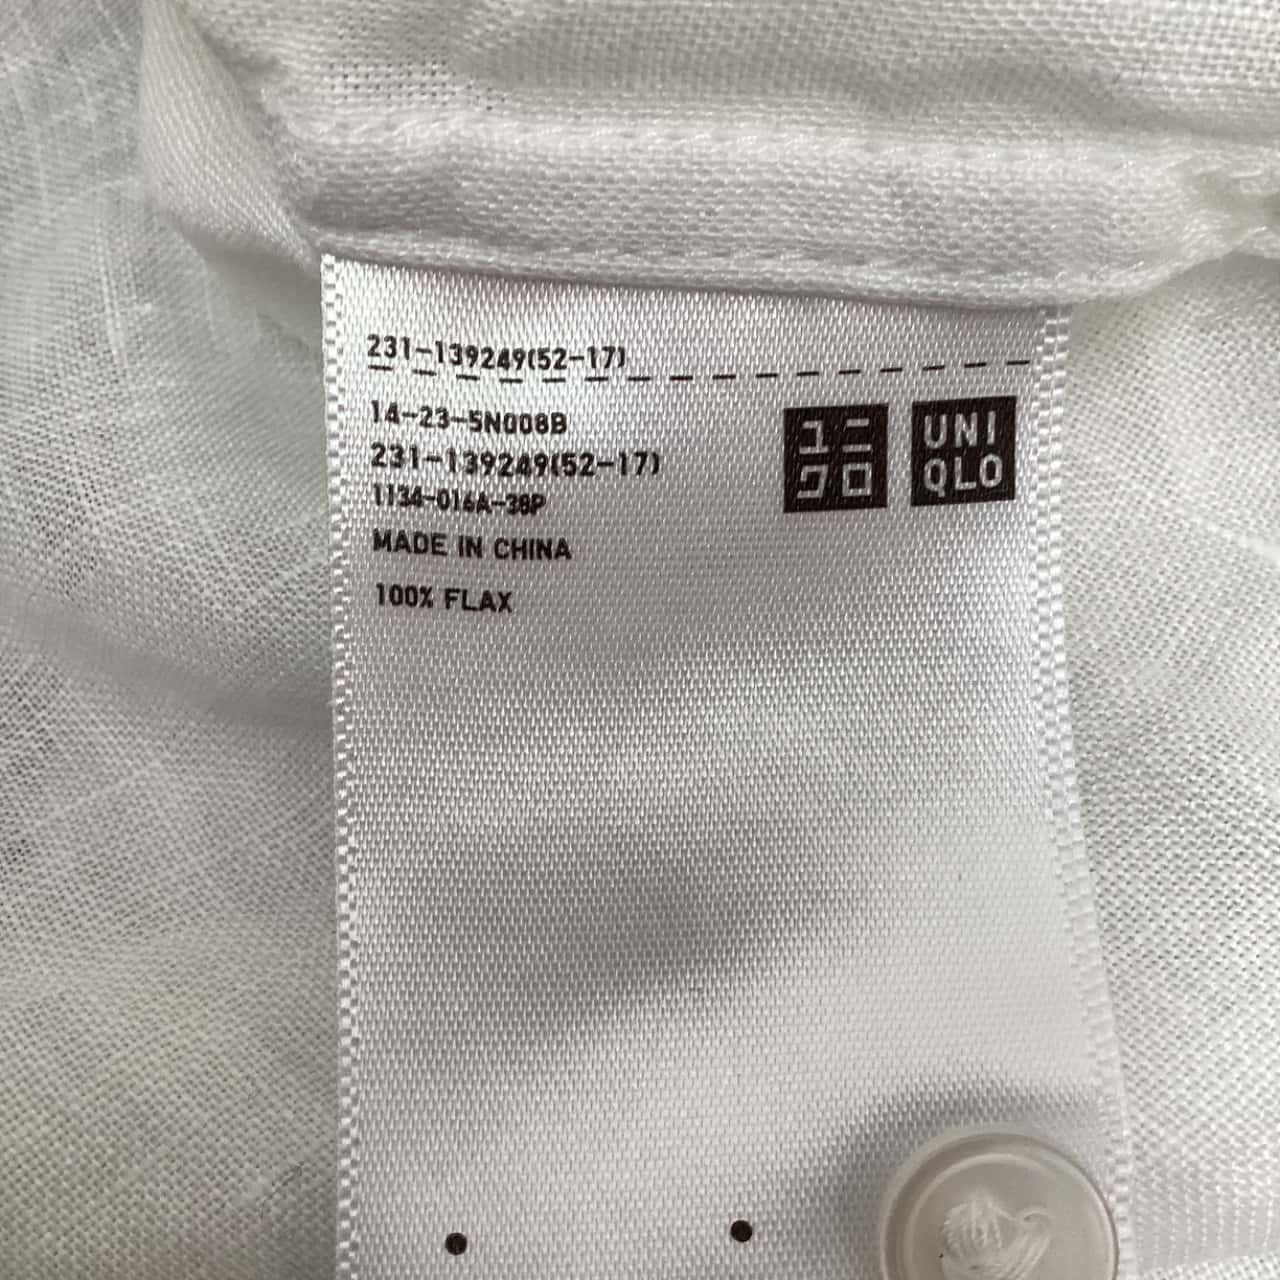 231-139249(52-17)
14-23-5N008B
231-139249(52-17)
1134-016A-38P
MADE IN CHINA
100% FLAX
ユニ
クロ
UNI
QLO